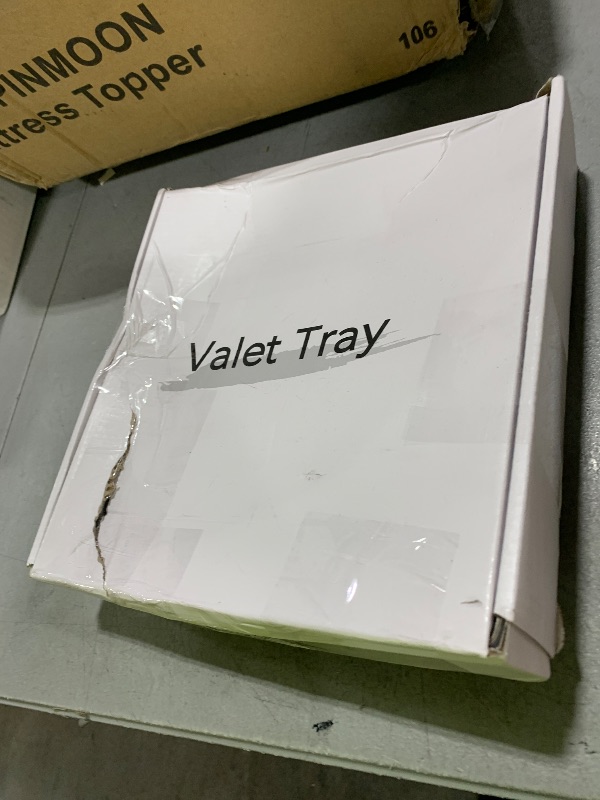 PINMOON
ttress Topper
106
Valet Tray